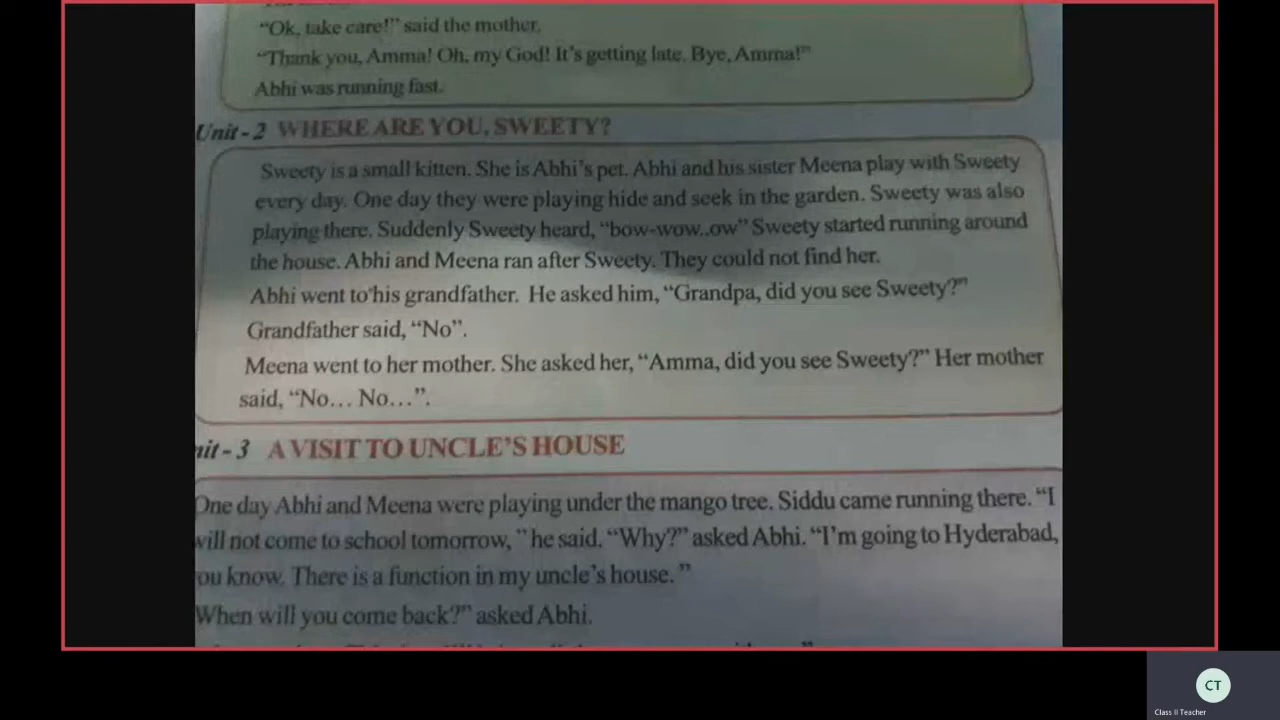 "Ok, take care!" said the mother.
"Thank you, Amma! Oh, my God! It's getting late. Bye, Amma!"
Abhi was running fast.
Unit - 2 WHERE ARE YOU, SWEETY?
Sweety is a small kitten. She is Abhi's pet. Abhi and his sister Meena play with Sweety
every day. One day they were playing hide and seek in the garden. Sweety was also
playing there. Suddenly Sweety heard, "bow-wow..ow" Sweety started running around
the house. Abhi and Meena ran after Sweety. They could not find her.
Abhi went to his grandfather. He asked him, "Grandpa, did you see Sweety?"
Grandfather said, "No".
Meena went to her mother. She asked her, "Amma, did you see Sweety?" Her mother
said, "No... No...".
nit - 3 A VISIT TO UNCLE'S HOUSE
One day Abhi and Meena were playing under the mango tree. Siddu came running there. "I
will not come to school tomorrow, " he said. "Why?" asked Abhi. "I'm going to Hyderabad,
ou know. There is a function in my uncle's house. "
When will you come back?" asked Abhi.
CT
Class II Teacher